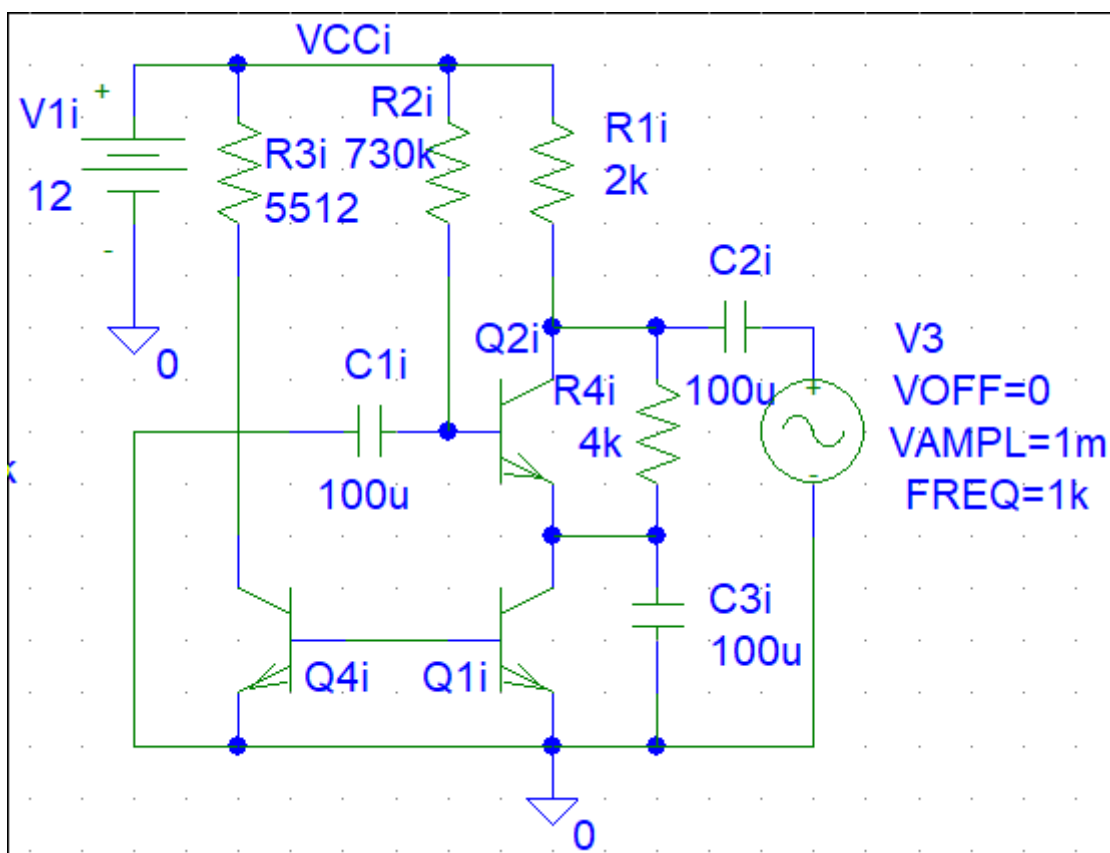 VCCi
+
V1i
12
-
0
R3i
5512
R2i
730k
R1i
2k
C1i
100u
Q2i
R4i
4k
C2i
100u
V3
VOFF=0
VAMPL=1m
FREQ=1k
+
-
Q4i
Q1i
C3i
100u
0